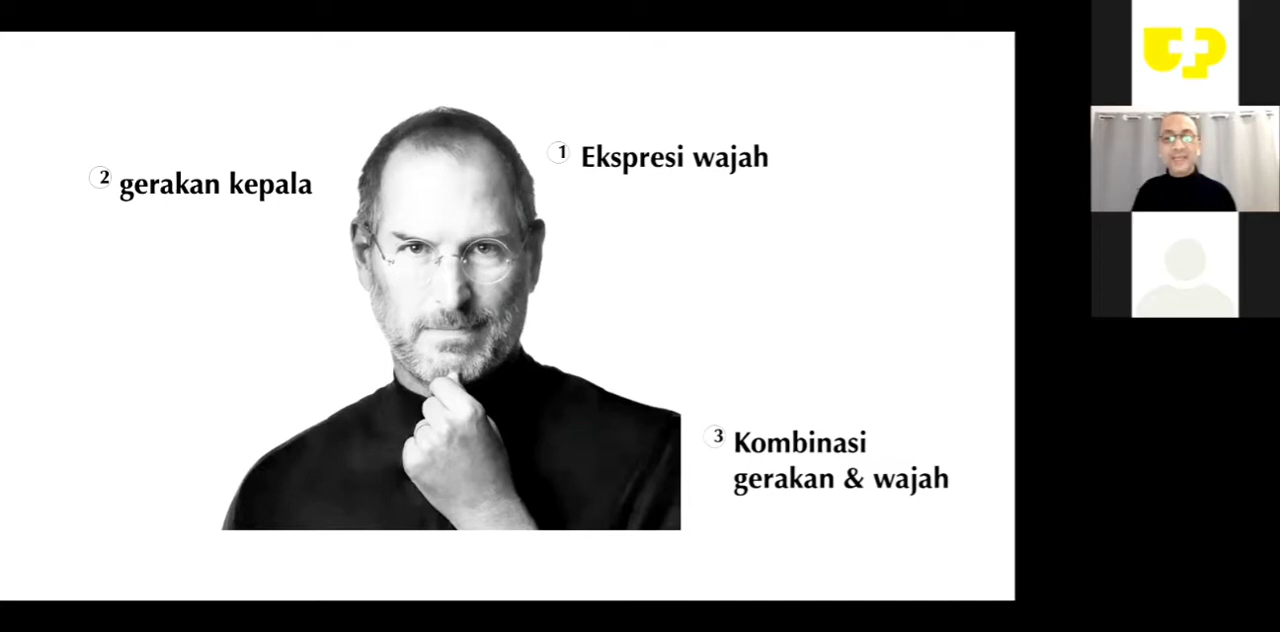 1 Ekspresi wajah
2 gerakan kepala
3 Kombinasi
gerakan & wajah